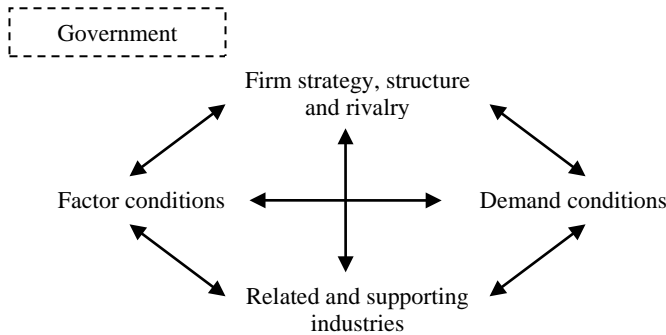 Government
Firm strategy, structure
and rivalry
Factor conditions
Demand conditions
Related and supporting
industries